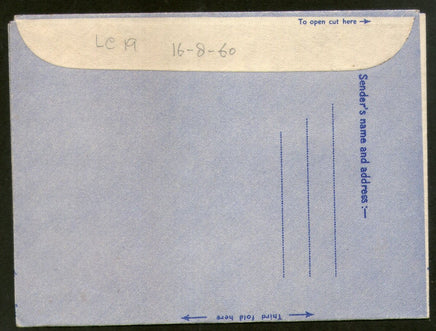 To open cut here →
LC 19 16-8-60
Sender's name and address :—
← Third fold here →